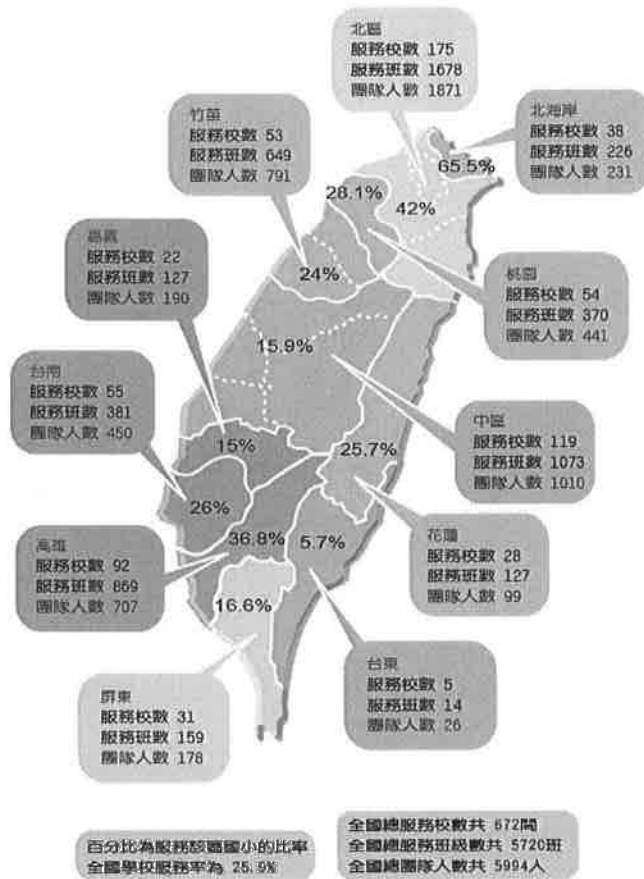 北區
服務校數 175
服務班數 1678
團隊人數 1871
北海岸
服務校數 38
服務班數 226
團隊人數 231
竹苗
服務校數 53
服務班數 649
團隊人數 791
65.5%
28.1%
42%
嘉義
服務校數 22
服務班數 127
團隊人數 190
24%
桃園
服務校數 54
服務班數 370
團隊人數 441
15.9%
台南
服務校數 55
服務班數 381
團隊人數 450
中區
服務校數 119
服務班數 1073
團隊人數 1010
15%
25.7%
26%
高雄
服務校數 92
服務班數 869
團隊人數 707
36.8%
5.7%
花蓮
服務校數 28
服務班數 127
團隊人數 99
16.6%
台東
服務校數 5
服務班數 14
團隊人數 26
屏東
服務校數 31
服務班數 159
團隊人數 178
百分比為服務該區國小的比率
全國學校服務率為 25.9%
全國總服務校數共 672間
全國總服務班級數共 5720班
全國總團隊人數共 5994人